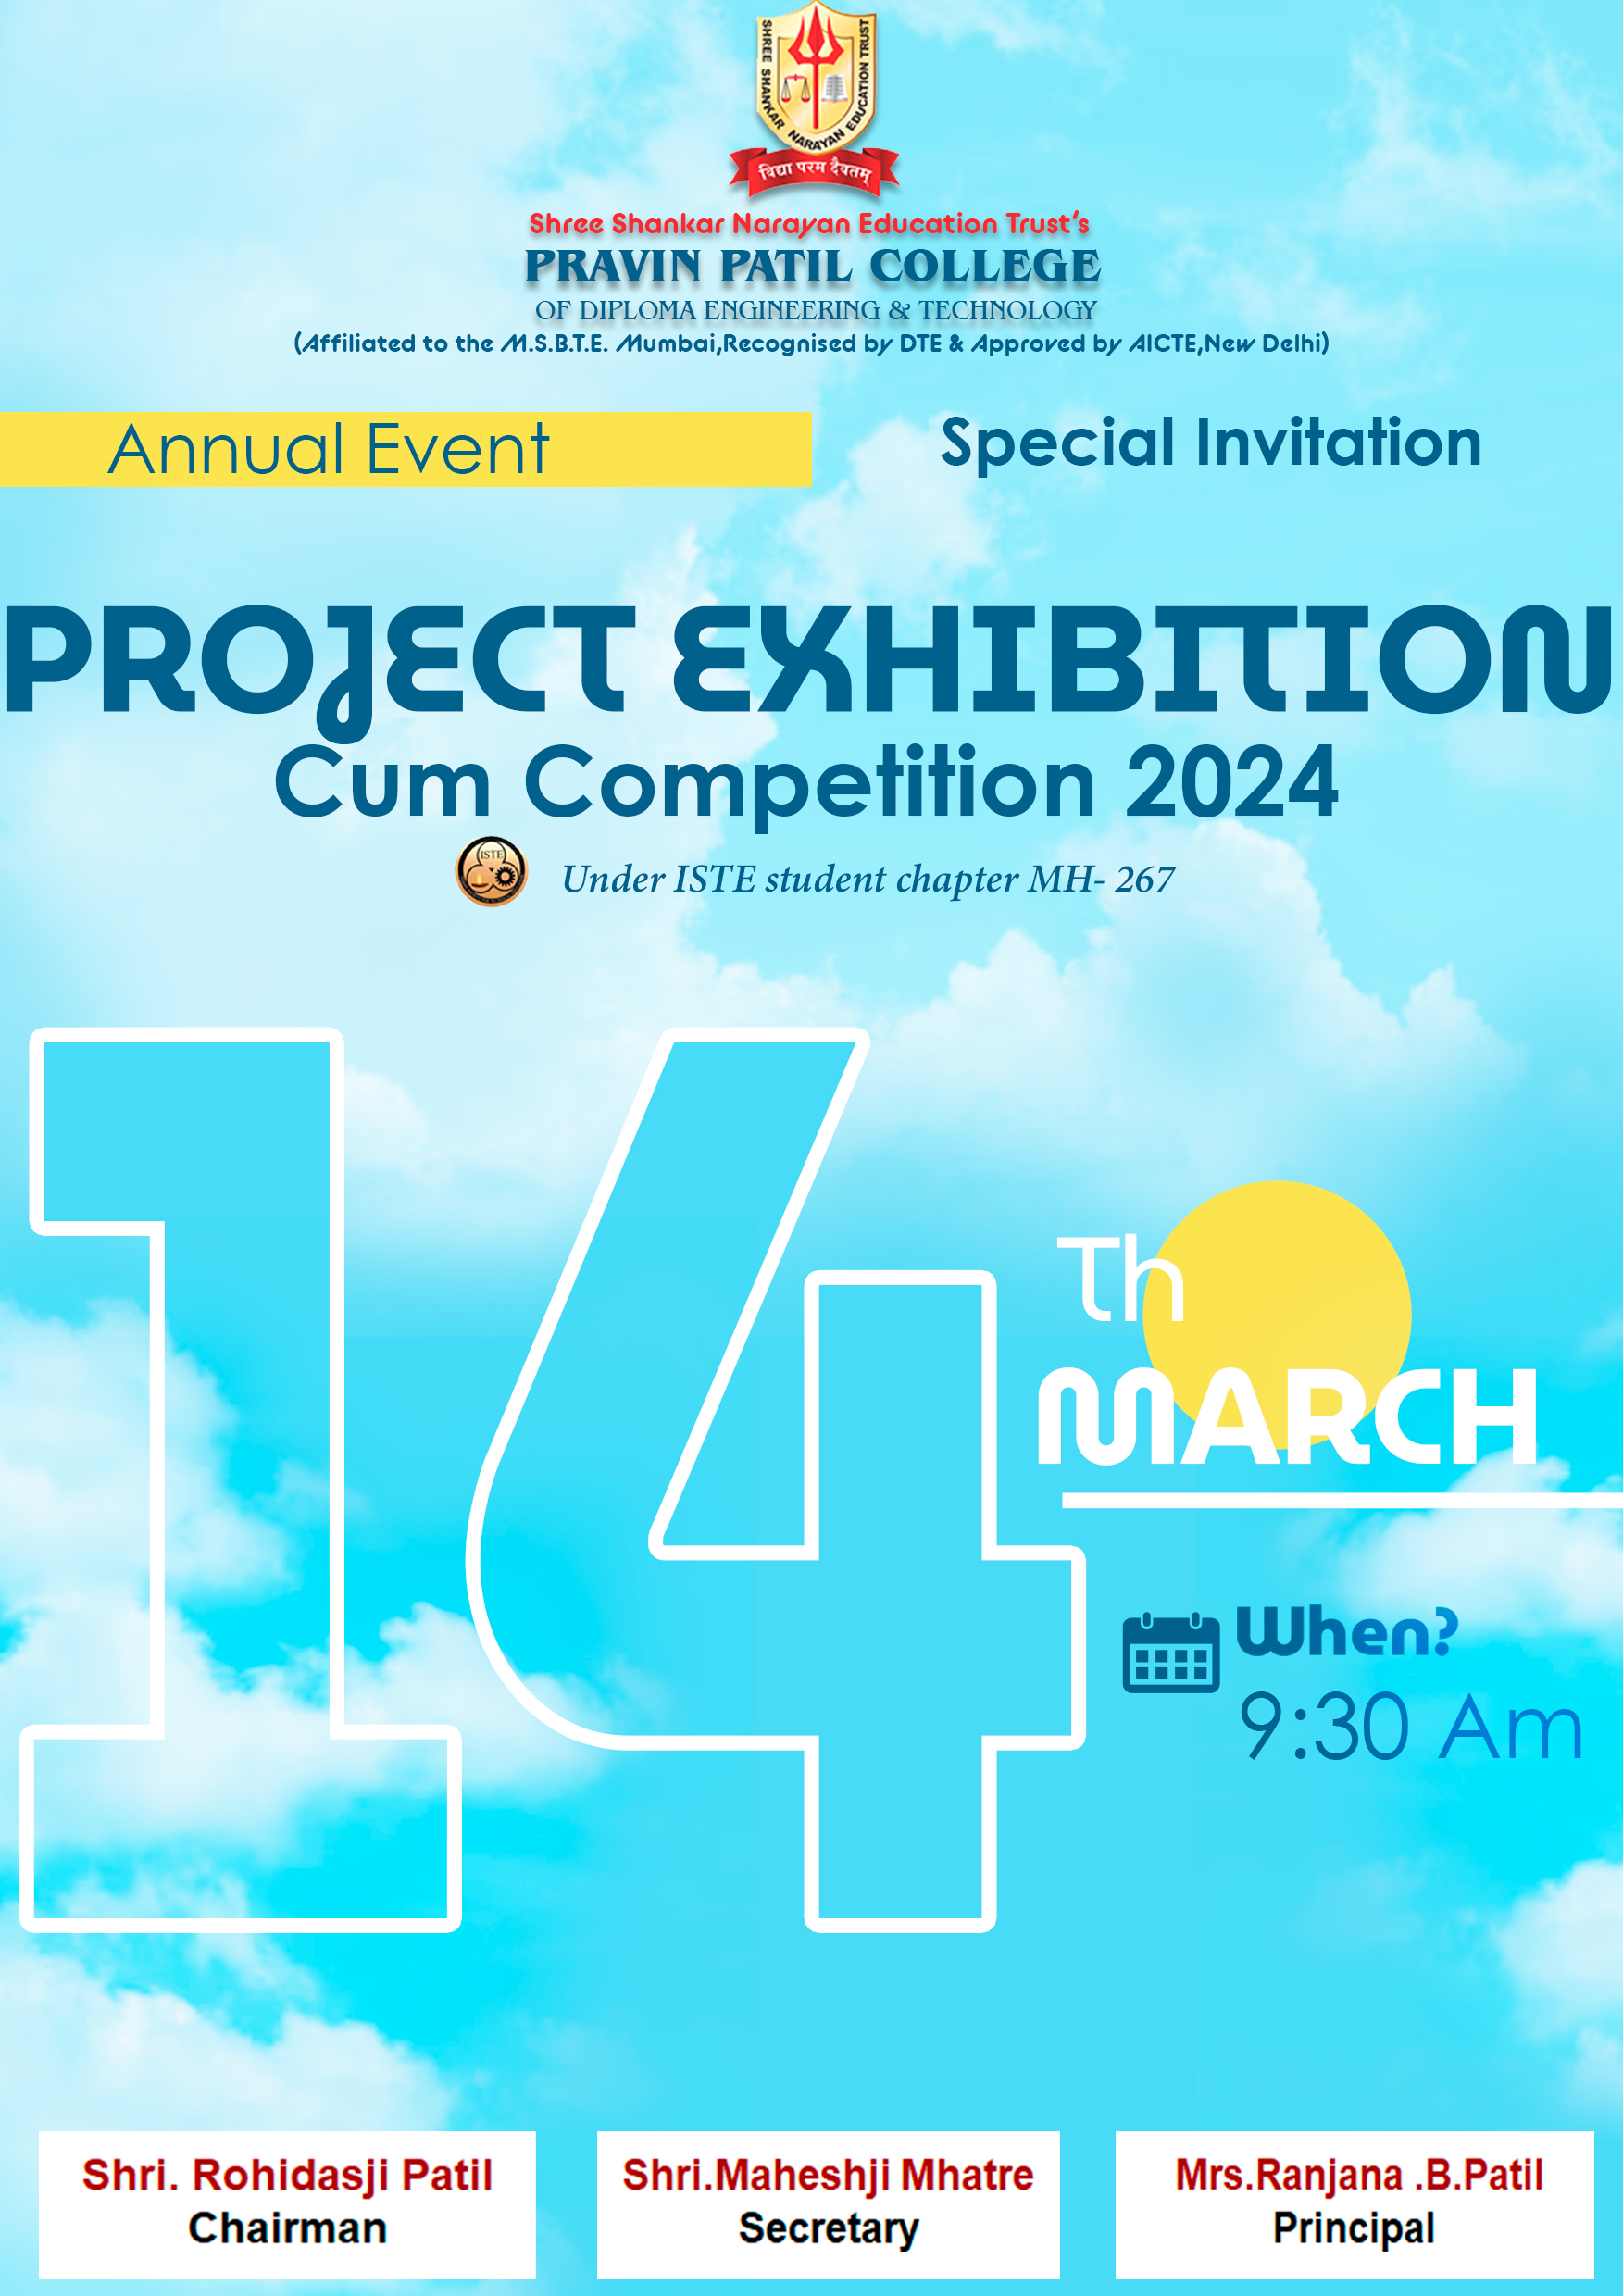 SHREE SHANKAR NARAYAN EDUCATION TRUST
विद्या परम दैवतम्
Shree Shankar Narayan Education Trust's
PRAVIN PATIL COLLEGE
OF DIPLOMA ENGINEERING & TECHNOLOGY
(Affiliated to the M.S.B.T.E. Mumbai,Recognised by DTE & Approved by AICTE,New Delhi)
Annual Event
Special Invitation
PROJECT EXHIBITION
Cum Competition 2024
ISTE
Under ISTE student chapter MH- 267
14
Th
MARCH
When?
9:30 Am
Shri. Rohidasji Patil
Chairman
Shri.Maheshji Mhatre
Secretary
Mrs.Ranjana .B.Patil
Principal